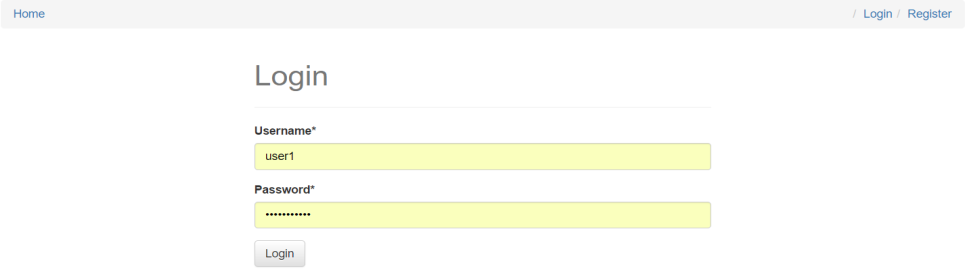 Home / Login / Register
Login
Username*
user1
Password*
•••••••••••
Login